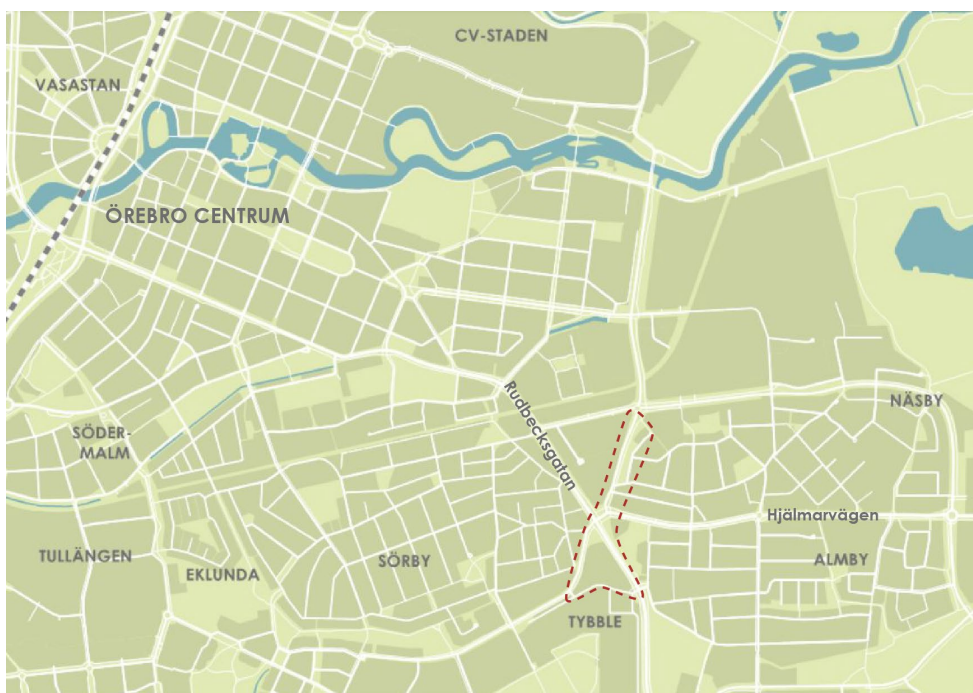 CV-STADEN
VASASTAN
ÖREBRO CENTRUM
Rudbecksgatan
NÄSBY
SÖDER-
MALM
Hjälmarvägen
TULLÄNGEN
SÖRBY
ALMBY
EKLUNDA
TYBBLE